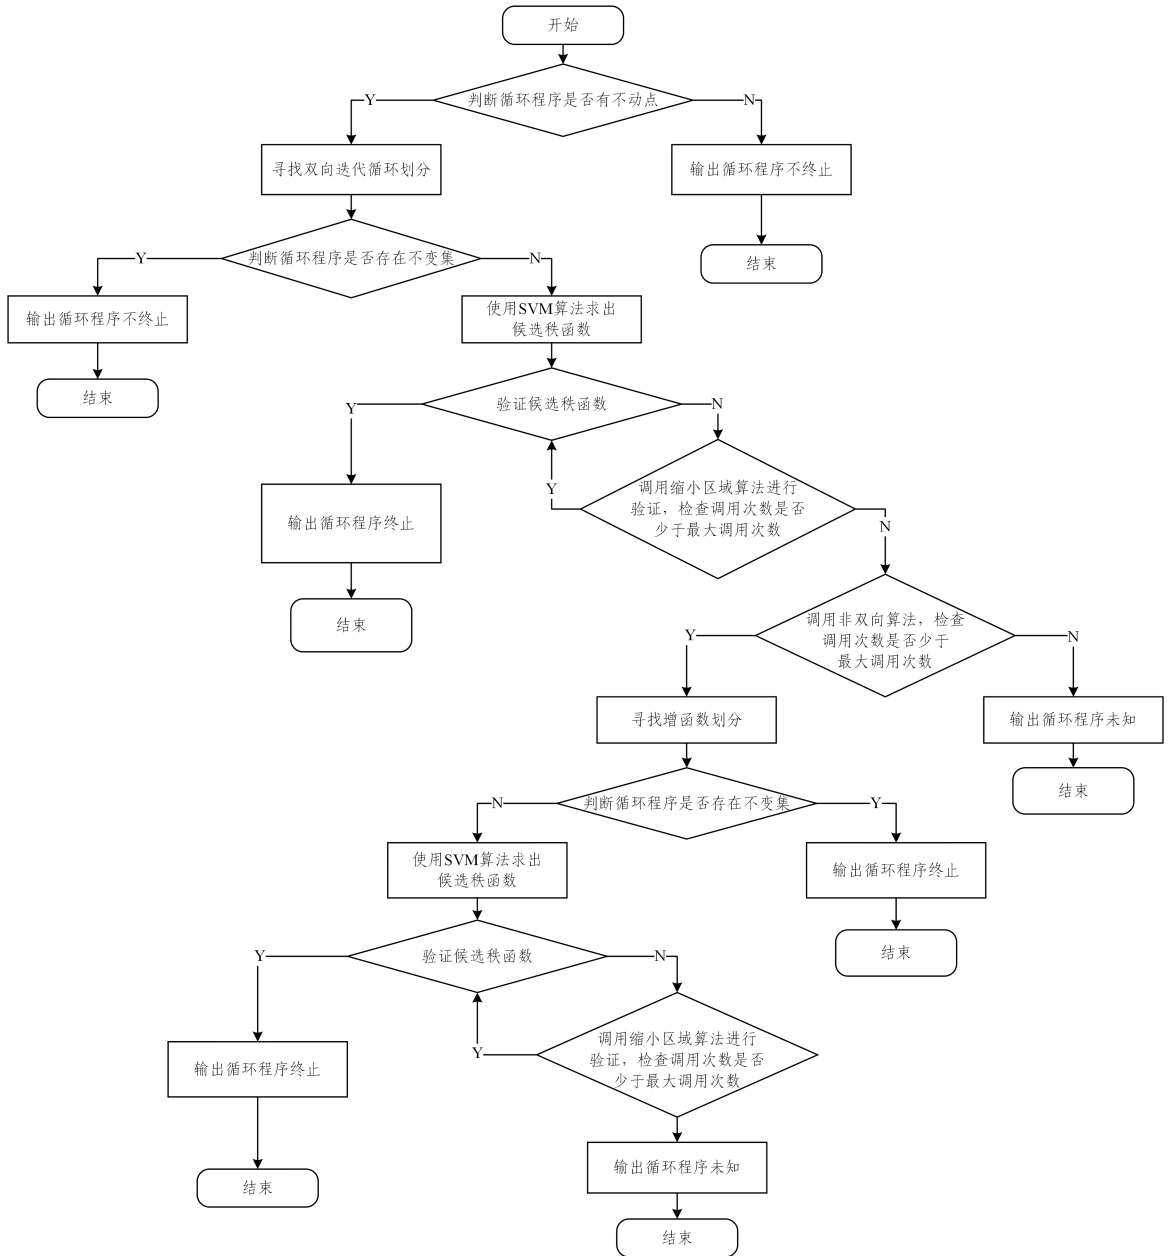 开始
判断循环程序是否有不动点
Y
N
寻找双向迭代循环划分
输出循环程序不终止
判断循环程序是否存在不变集
Y
N
结束
输出循环程序不终止
使用SVM算法求出
候选秩函数
结束
验证候选秩函数
Y
N
调用缩小区域算法进行
验证，检查调用次数是否
少于最大调用次数
Y
N
输出循环程序终止
结束
调用非双向算法，检查
调用次数是否少于
最大调用次数
Y
N
寻找增函数划分
输出循环程序未知
结束
判断循环程序是否存在不变集
N
Y
使用SVM算法求出
候选秩函数
输出循环程序终止
结束
验证候选秩函数
Y
N
调用缩小区域算法进行
验证，检查调用次数是否
少于最大调用次数
Y
输出循环程序终止
输出循环程序未知
结束
结束